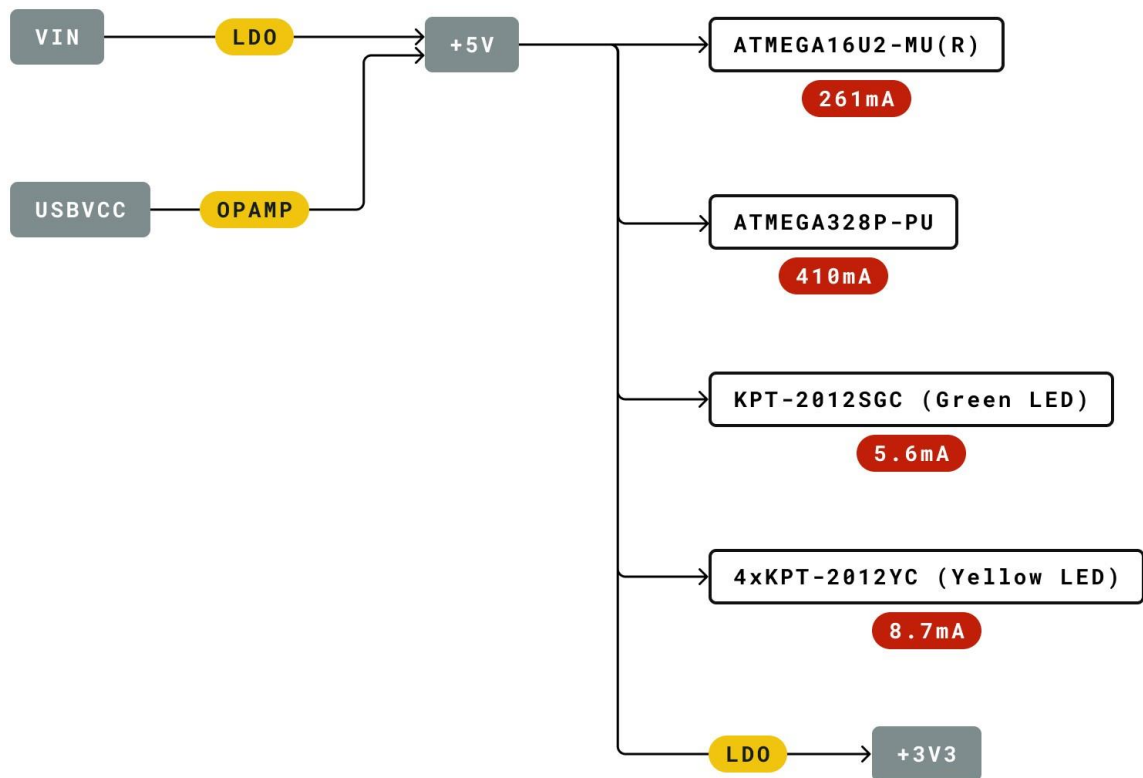 VIN
LDO
+5V
ATMEGA16U2-MU(R)
261mA
USBVCC
OPAMP
ATMEGA328P-PU
410mA
KPT-2012SGC (Green LED)
5.6mA
4xKPT-2012YC (Yellow LED)
8.7mA
LDO
+3V3